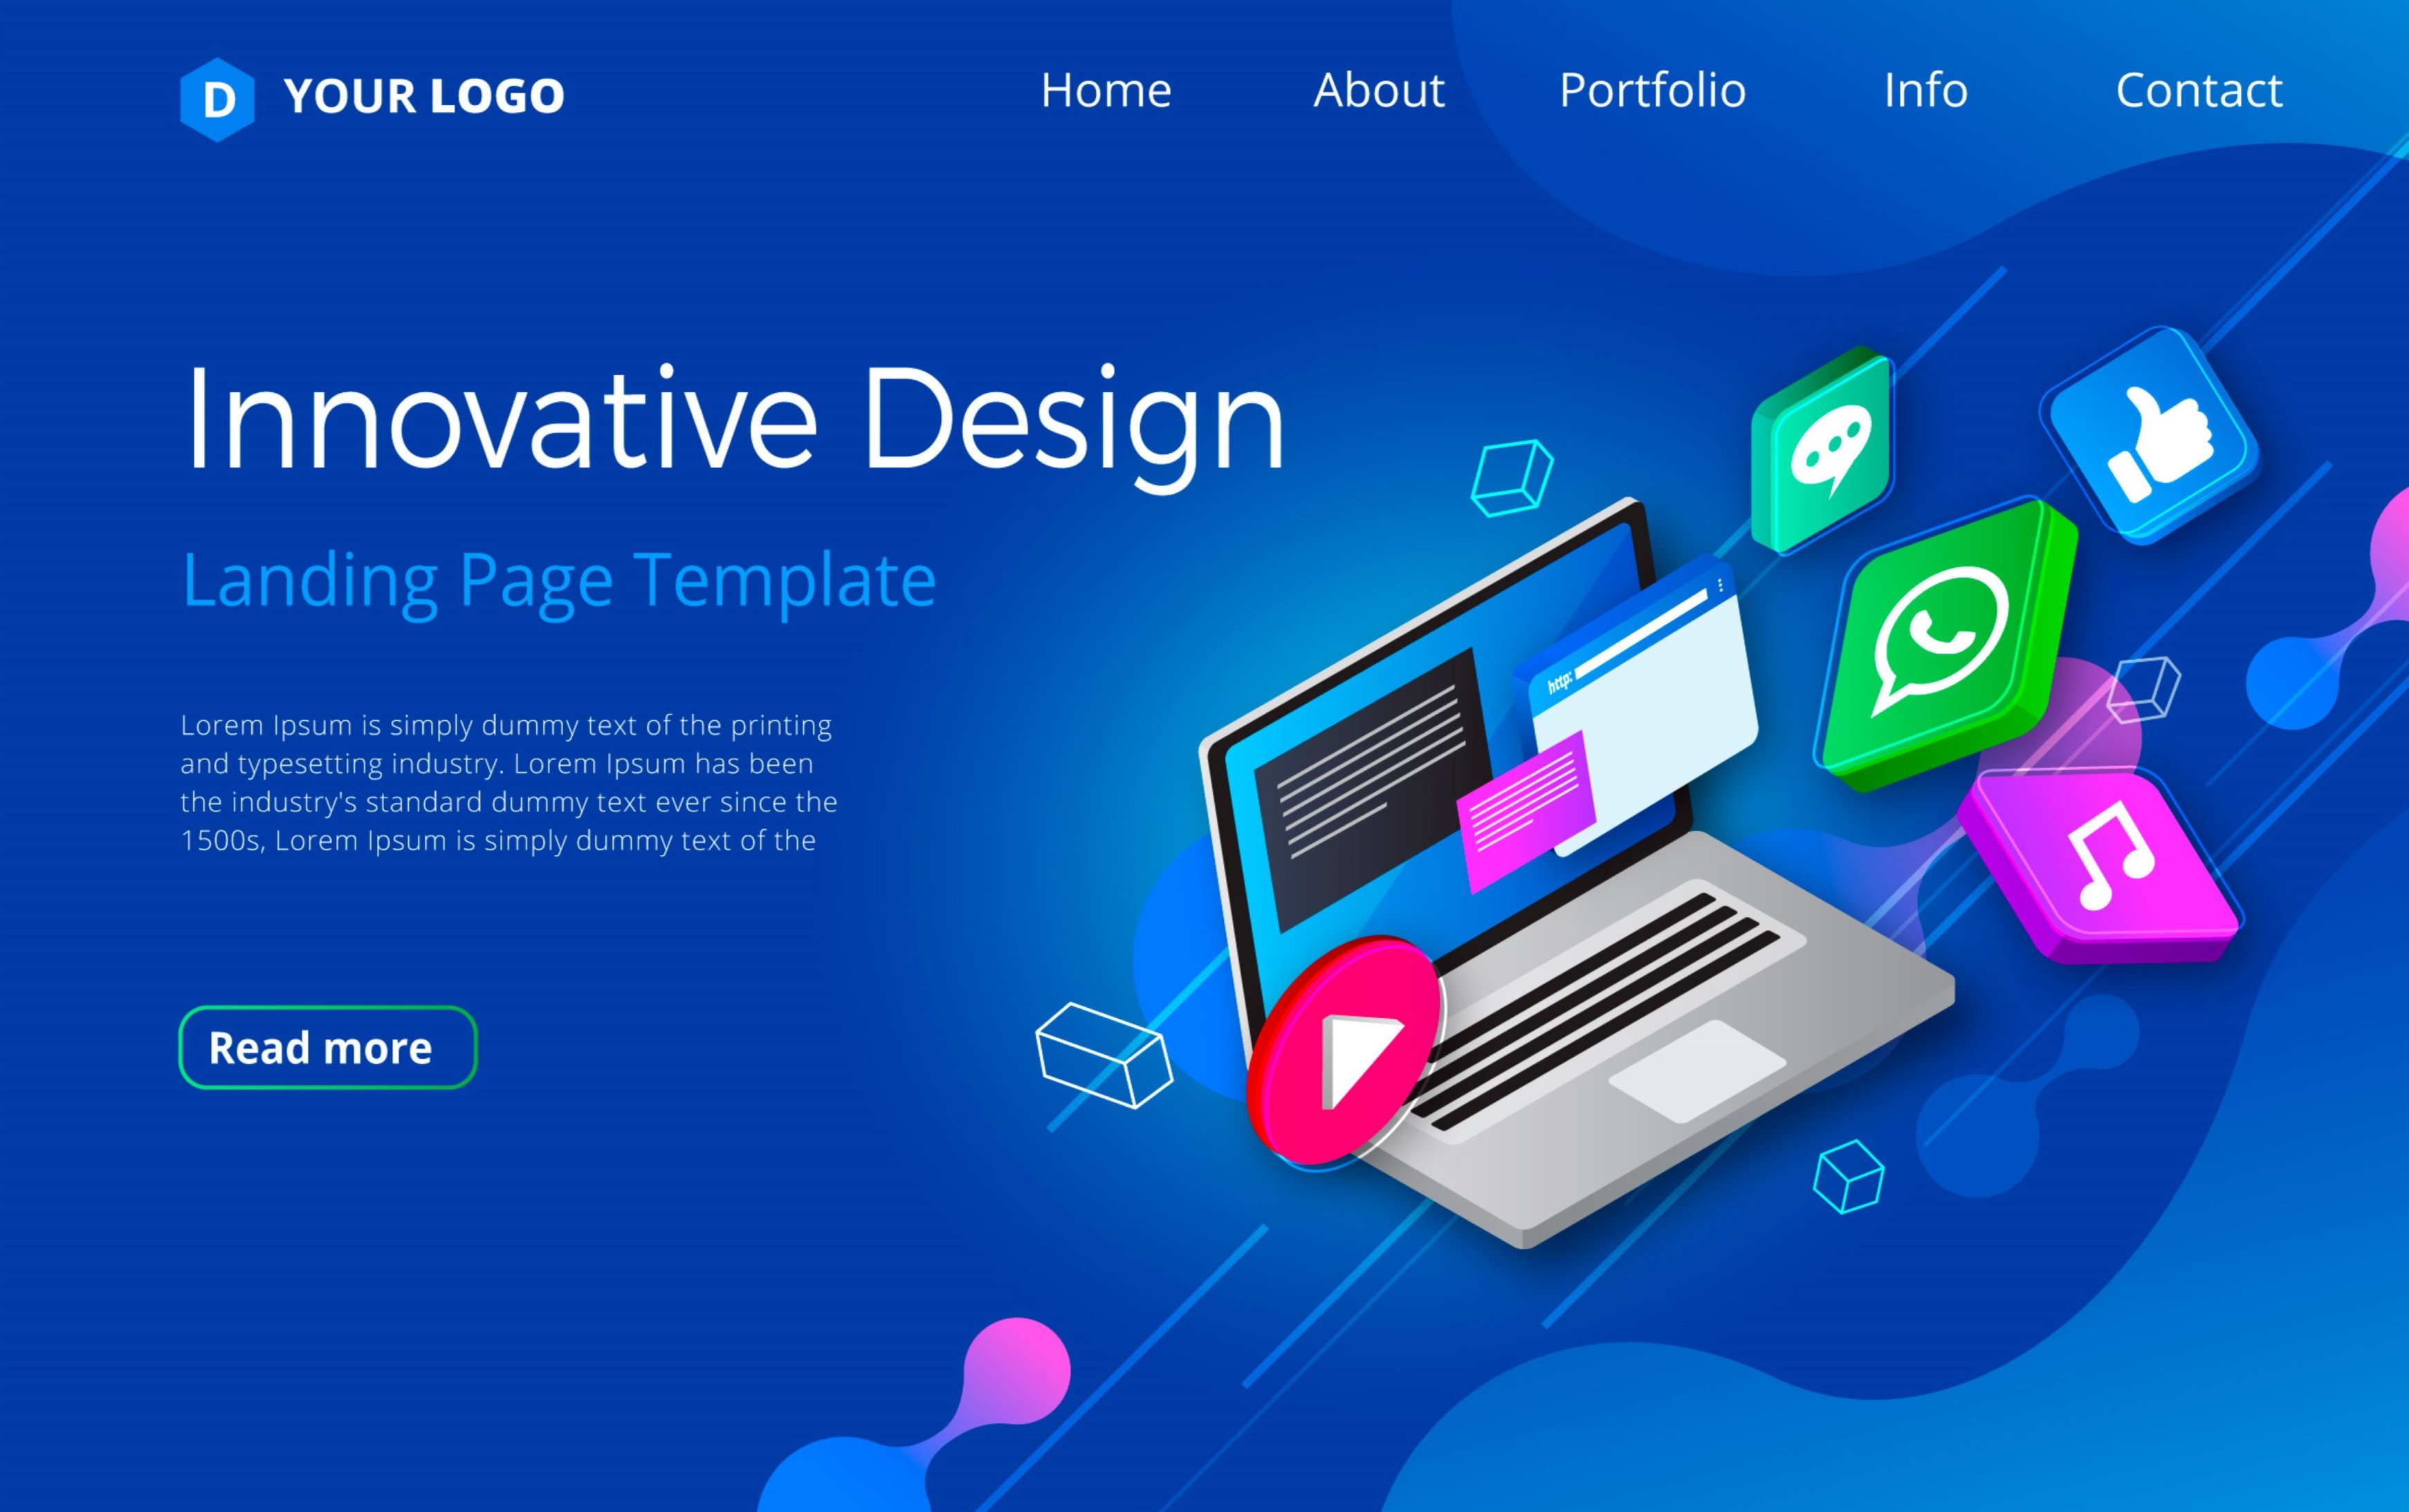 D YOUR LOGO
Home About Portfolio Info Contact
Innovative Design
Landing Page Template
Lorem Ipsum is simply dummy text of the printing
and typesetting industry. Lorem Ipsum has been
the industry's standard dummy text ever since the
1500s, Lorem Ipsum is simply dummy text of the
http:
Read more